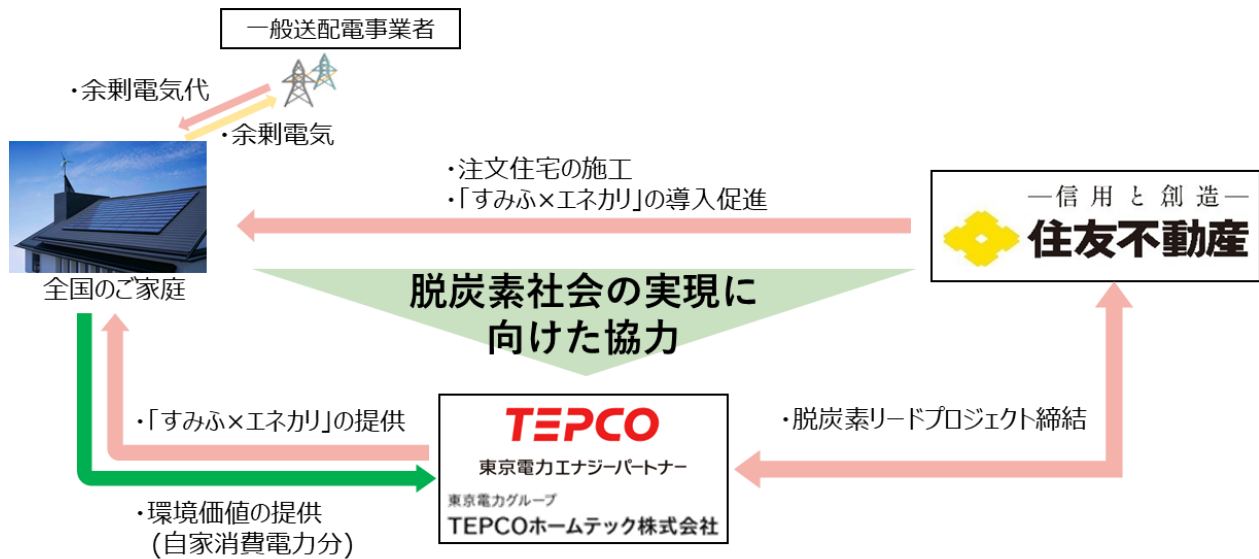 一般送配電事業者
・余剰電気代
・余剰電気
・注文住宅の施工
・「すみふ×エネカリ」の導入促進
―信用と創造―
住友不動産
全国のご家庭
脱炭素社会の実現に
向けた協力
・「すみふ×エネカリ」の提供
TEPCO
東京電力エナジーパートナー
東京電力グループ
TEPCOホームテック株式会社
・脱炭素リードプロジェクト締結
・環境価値の提供
(自家消費電力分)